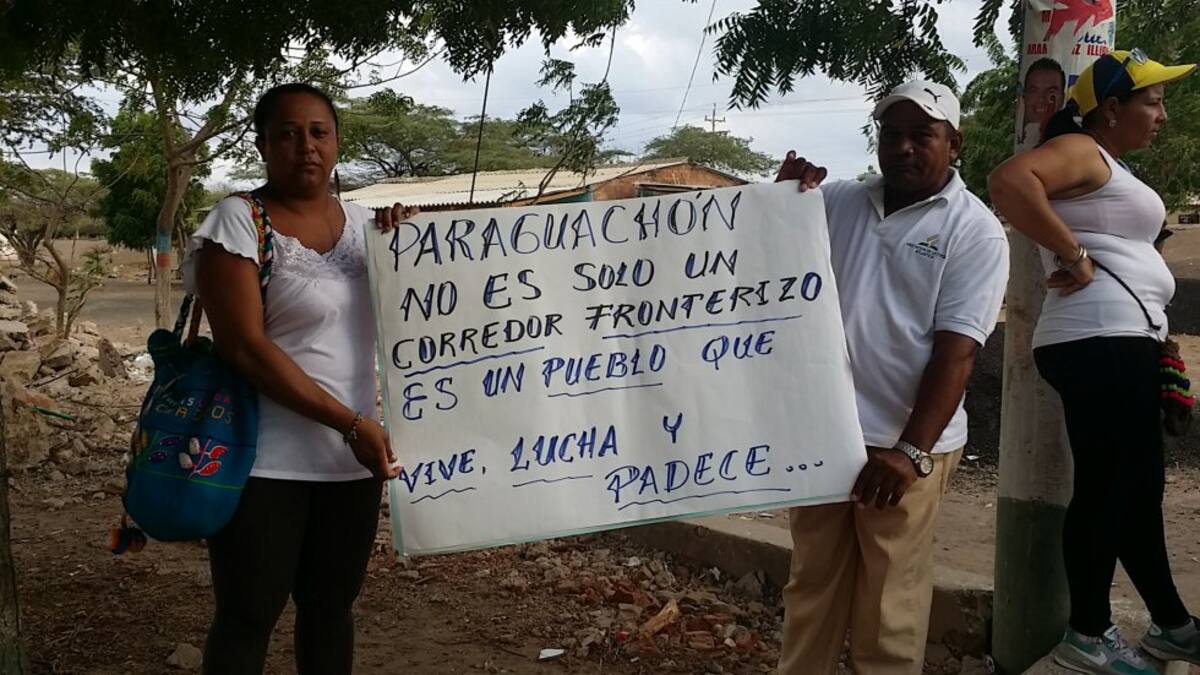 PARAGUACHÓN
NO ES SOLO UN
CORREDOR FRONTERIZO
ES UN PUEBLO QUE
VIVE, LUCHA Y
PADECE...